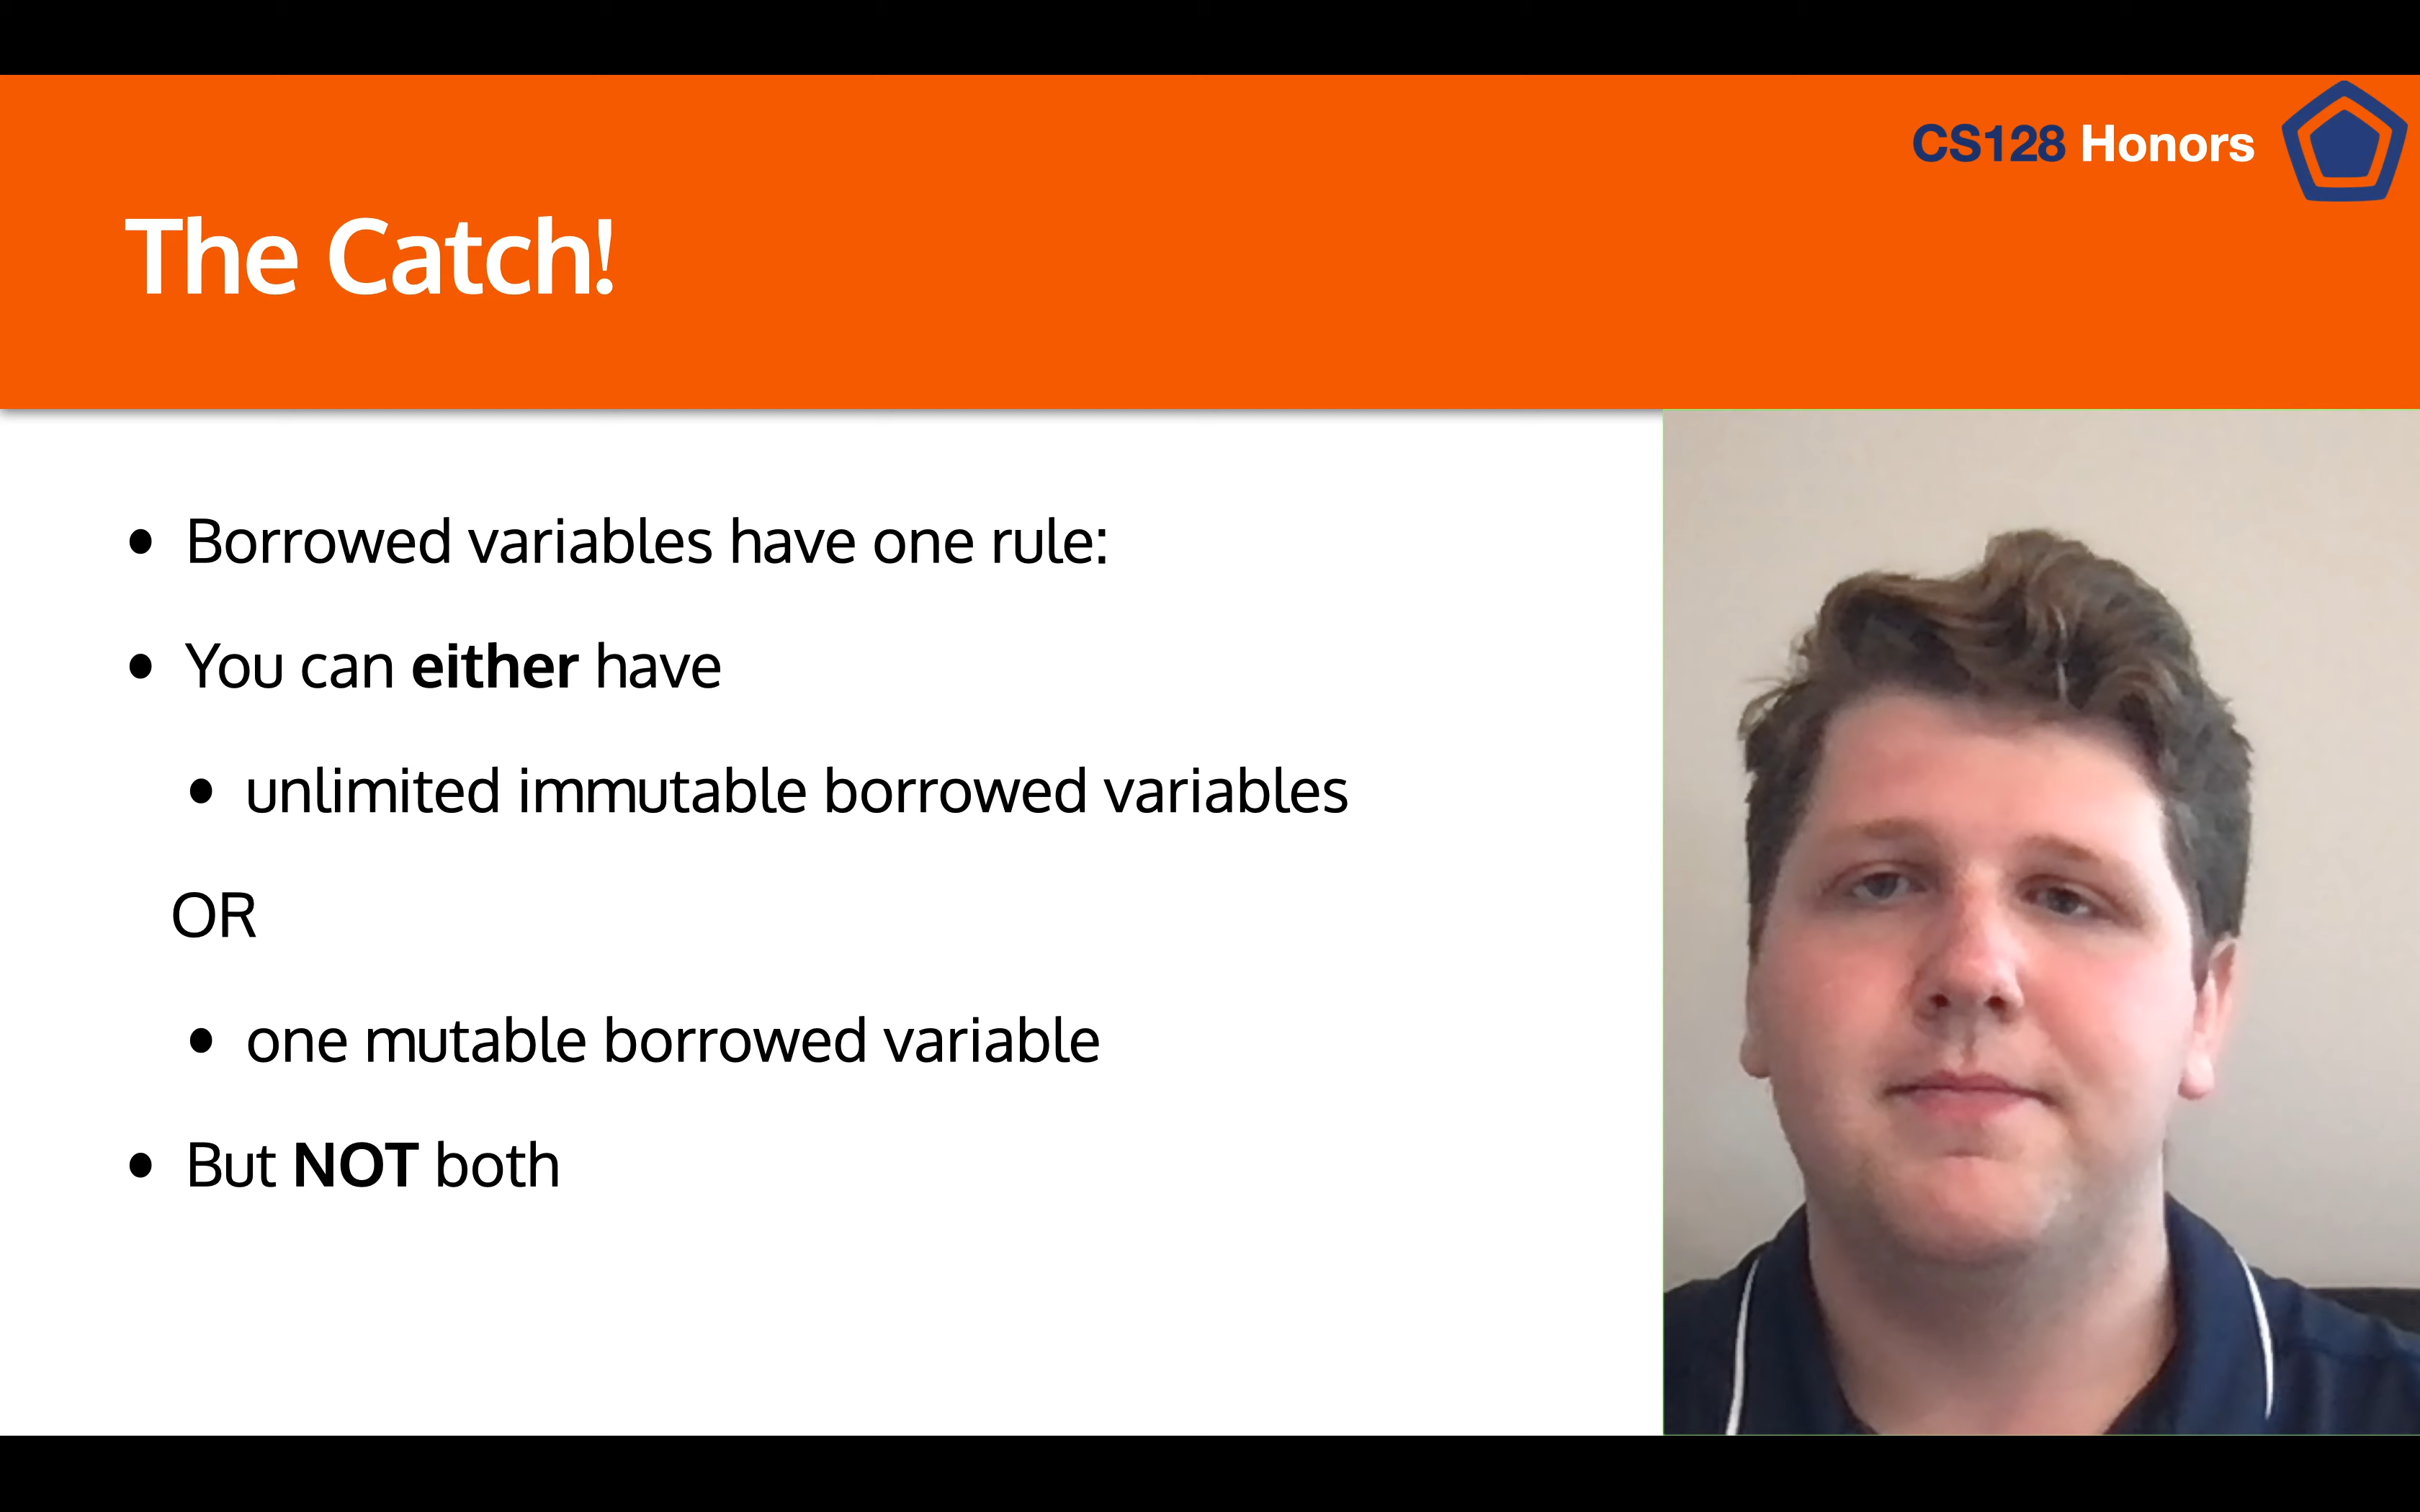 CS128 Honors
The Catch!
• Borrowed variables have one rule:
• You can either have
• unlimited immutable borrowed variables
OR
• one mutable borrowed variable
• But NOT both